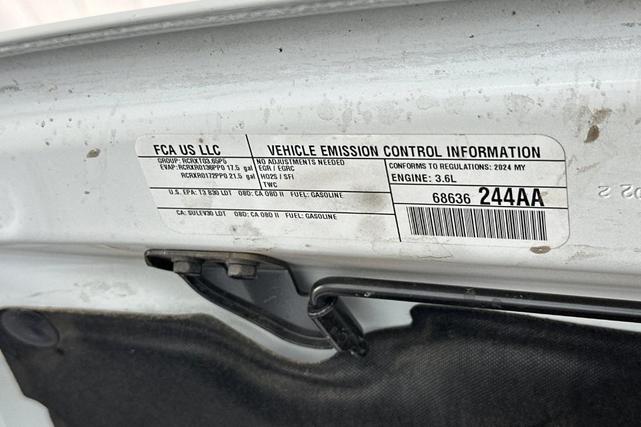 FCA US LLC
VEHICLE EMISSION CONTROL INFORMATION
GROUP: RCRXT03.65P5
EVAP: RCRXR0136PP0 17.5 gal
RCRXR0172PP0 21.5 gal
NO ADJUSTMENTS NEEDED
EGR / EGRC
HO2S / SFI
TWC
CONFORMS TO REGULATIONS: 2024 MY
ENGINE: 3.6L
U.S. EPA: T3 B30 LDT OBD: CA OBD II FUEL: GASOLINE
CA: SULEV30 LDT OBD: CA OBD II FUEL: GASOLINE
68636 244AA